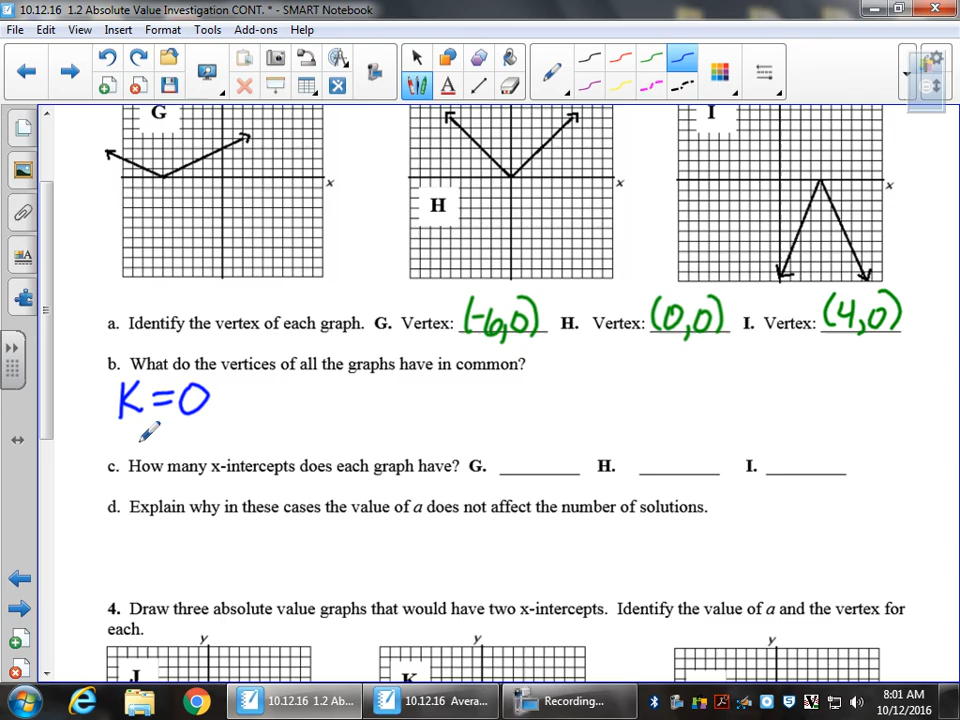 10.12.16 1.2 Absolute Value Investigation CONT. * - SMART Notebook
File Edit View Insert Format Tools Add-ons Help
G
x
H
x
I
x
a. Identify the vertex of each graph. G. Vertex: (-6,0) H. Vertex: (0,0) I. Vertex: (4,0)
b. What do the vertices of all the graphs have in common?
K=0
c. How many x-intercepts does each graph have? G. ________ H. ________ I. ________
d. Explain why in these cases the value of a does not affect the number of solutions.
4. Draw three absolute value graphs that would have two x-intercepts. Identify the value of a and the vertex for
each.
y
y
y
J
K
10.12.16 1.2 Ab...
10.12.16 Avera...
Recording...
8:01 AM
10/12/2016